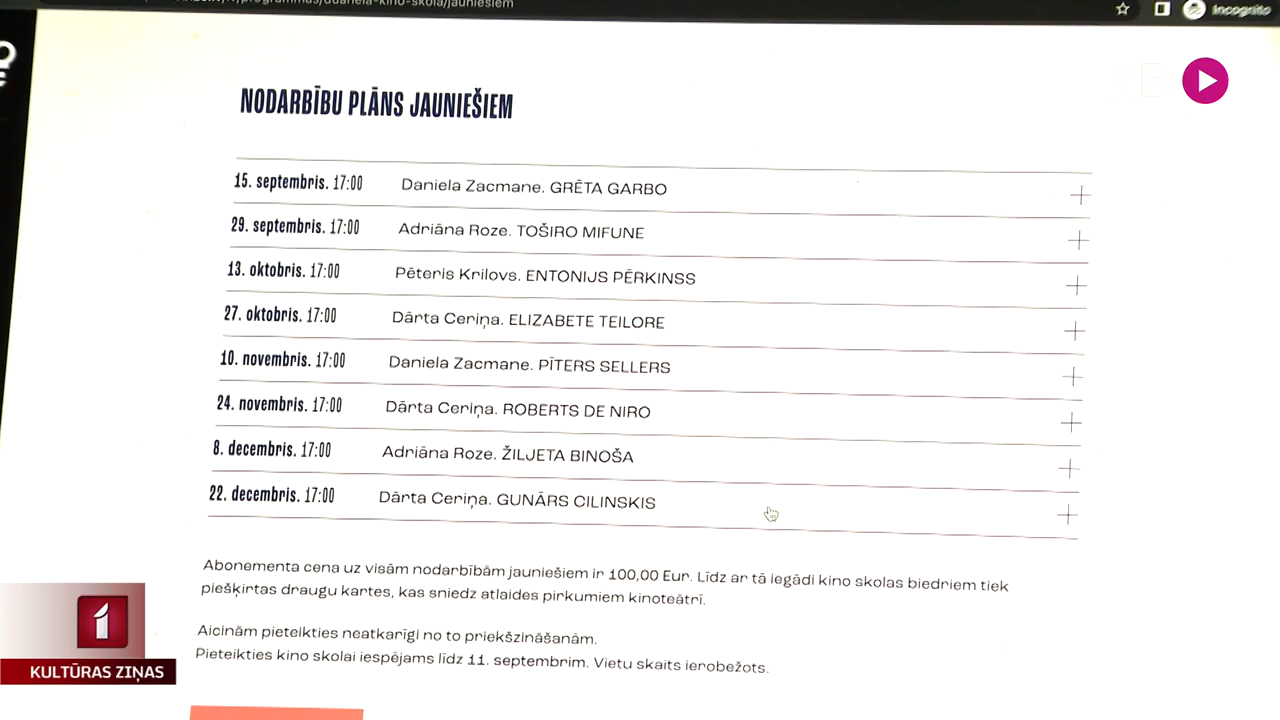 Incognito
NODARBĪBU PLĀNS JAUNIEŠIEM
15. septembris. 17:00 Daniela Zacmane. GRĒTA GARBO
29. septembris. 17:00 Adriāna Roze. TOŠIRO MIFUNE
13. oktobris. 17:00 Pēteris Krilovs. ENTONIJS PĒRKINSS
27. oktobris. 17:00 Dārta Ceriņa. ELIZABETE TEILORE
10. novembris. 17:00 Daniela Zacmane. PĪTERS SELLERS
24. novembris. 17:00 Dārta Ceriņa. ROBERTS DE NIRO
8. decembris. 17:00 Adriāna Roze. ŽILJETA BINOŠA
22. decembris. 17:00 Dārta Ceriņa. GUNĀRS CILINSKIS
Abonementa cena uz visām nodarbībām jauniešiem ir 100,00 Eur. Līdz ar tā iegādi kino skolas biedriem tiek
piešķirtas draugu kartes, kas sniedz atlaides pirkumiem kinoteātrī.
Aicinām pieteikties neatkarīgi no to priekšzināšanām.
Pieteikties kino skolai iespējams līdz 11. septembrim. Vietu skaits ierobežots.
1
KULTŪRAS ZIŅAS